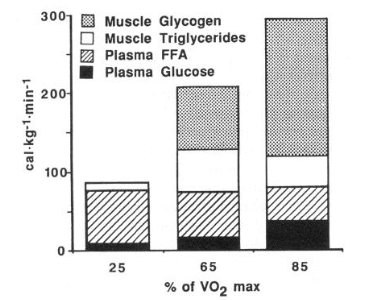 300
200
100
0
cal·kg-1·min-1
Muscle Glycogen
Muscle Triglycerides
Plasma FFA
Plasma Glucose
25 65 85
% of VO2 max